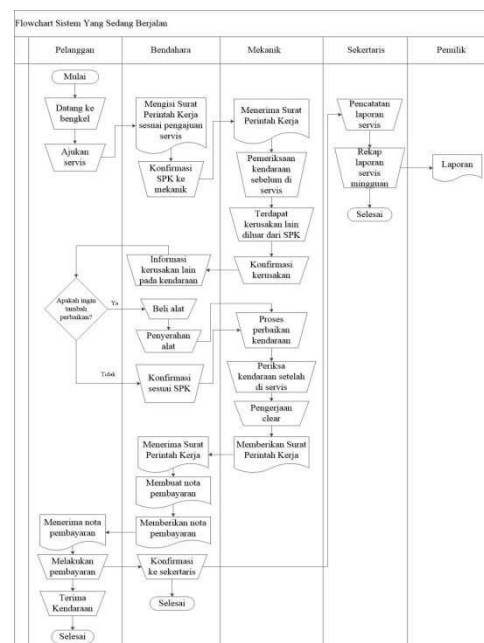 Flowchart Sistem Yang Sedang Berjalan
Pelanggan
Bendahara
Mekanik
Sekertaris
Pemilik
Mulai
Datang ke
bengkel
Ajukan
servis
Mengisi Surat
Perintah Kerja
sesuai pengajuan
servis
Konfirmasi
SPK ke
mekanik
Menerima Surat
Perintah Kerja
Pemeriksaan
kendaraan
sebelum di
servis
Terdapat
kerusakan lain
diluar dari SPK
Konfirmasi
kerusakan
Informasi
kerusakan lain
pada kendaraan
Apakah ingin
tambah
perbaikan?
Ya
Tidak
Beli alat
Penyerahan
alat
Konfirmasi
sesuai SPK
Proses
perbaikan
kendaraan
Periksa
kendaraan setelah
di servis
Pengerjaan
clear
Memberikan Surat
Perintah Kerja
Menerima Surat
Perintah Kerja
Membuat nota
pembayaran
Memberikan nota
pembayaran
Menerima nota
pembayaran
Melakukan
pembayaran
Terima
Kendaraan
Selesai
Konfirmasi
ke sekertaris
Selesai
Pencatatan
laporan
servis
Rekap
laporan
servis
mingguan
Selesai
Laporan